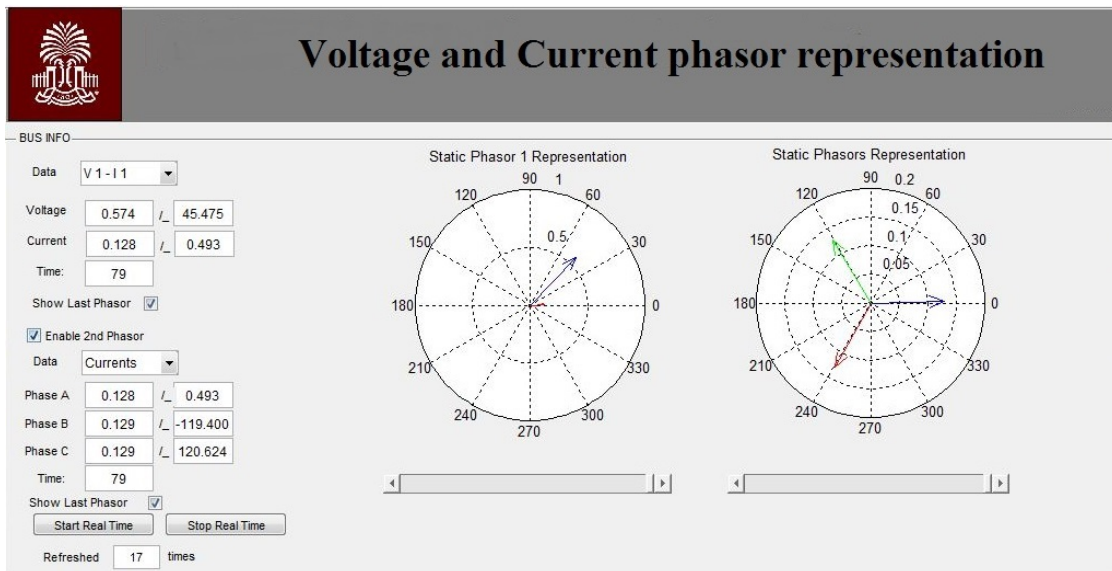 Voltage and Current phasor representation
BUS INFO
Data V 1 - I 1
Voltage 0.574 /_ 45.475
Current 0.128 /_ 0.493
Time: 79
Show Last Phasor
Enable 2nd Phasor
Data Currents
Phase A 0.128 /_ 0.493
Phase B 0.129 /_ -119.400
Phase C 0.129 /_ 120.624
Time: 79
Show Last Phasor
Start Real Time Stop Real Time
Refreshed 17 times
Static Phasor 1 Representation
90 1
120 60
0.5
150 30
180 0
210 330
240 300
270
Static Phasors Representation
90 0.2
120 60
0.15
150 0.1 30
0.05
180 0
210 330
240 300
270